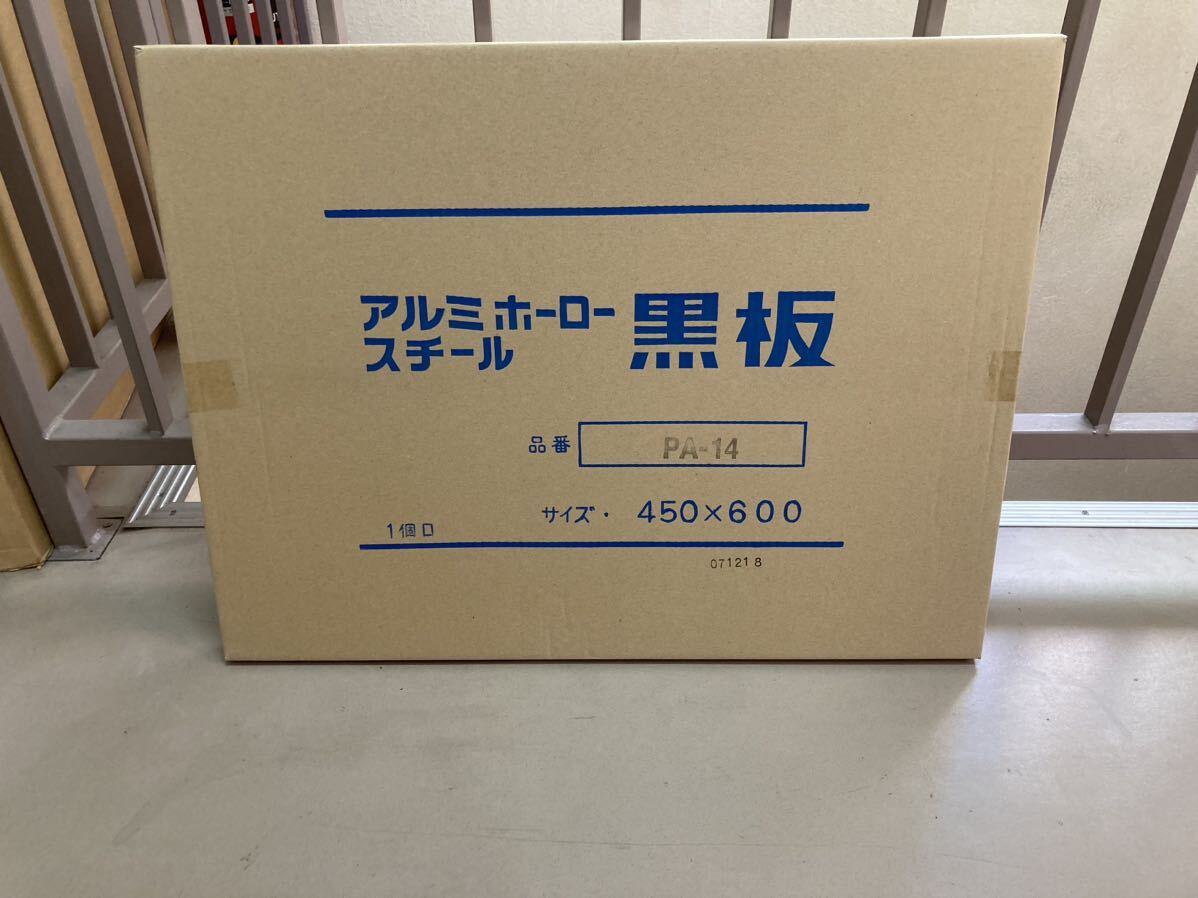 アルミホーロー
スチール
黒板
品番 PA-14
サイズ・ 450×600
1個口
071218